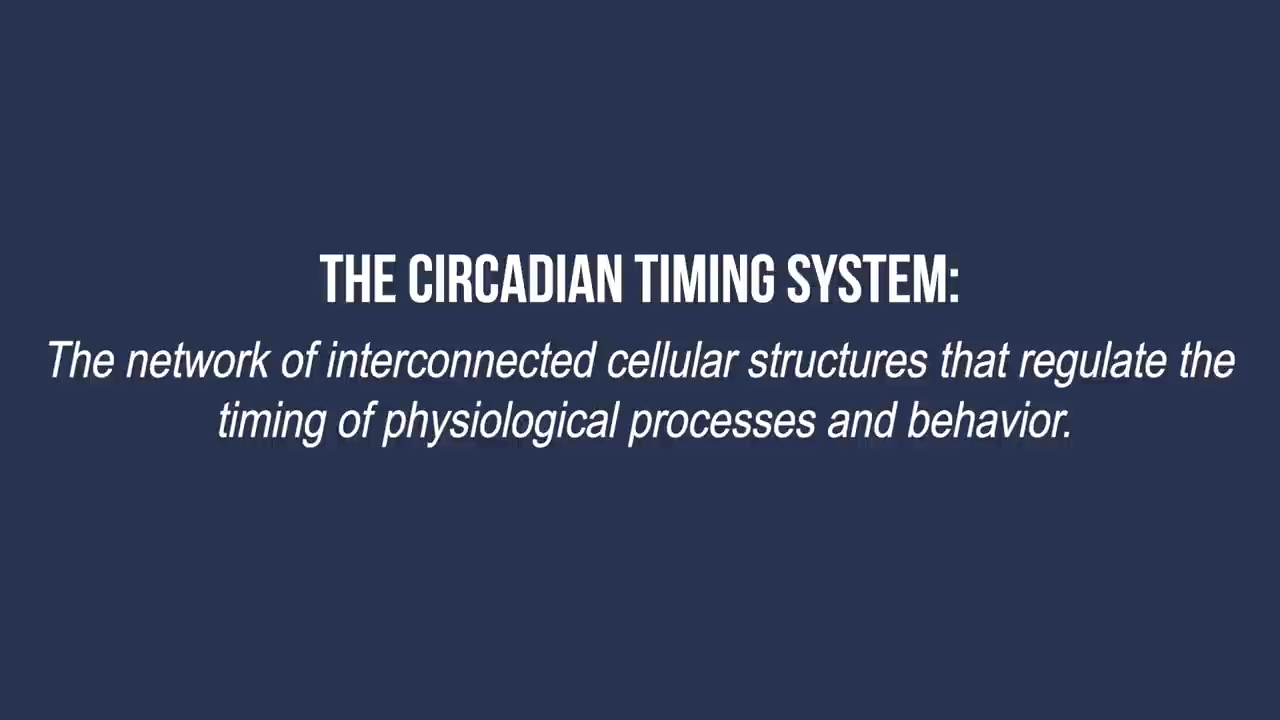 THE CIRCADIAN TIMING SYSTEM:
The network of interconnected cellular structures that regulate the
timing of physiological processes and behavior.